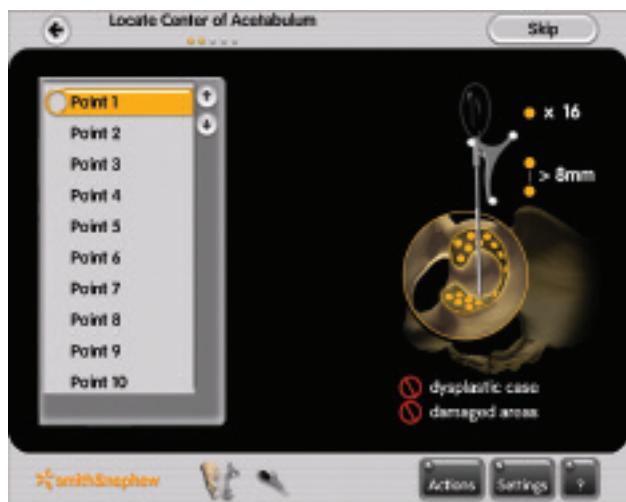 Locate Center of Acetabulum
Skip
Point 1
Point 2
Point 3
Point 4
Point 5
Point 6
Point 7
Point 8
Point 9
Point 10
x 16
> 8mm
dysplastic case
damaged areas
smith&nephew
Actions
Settings
?